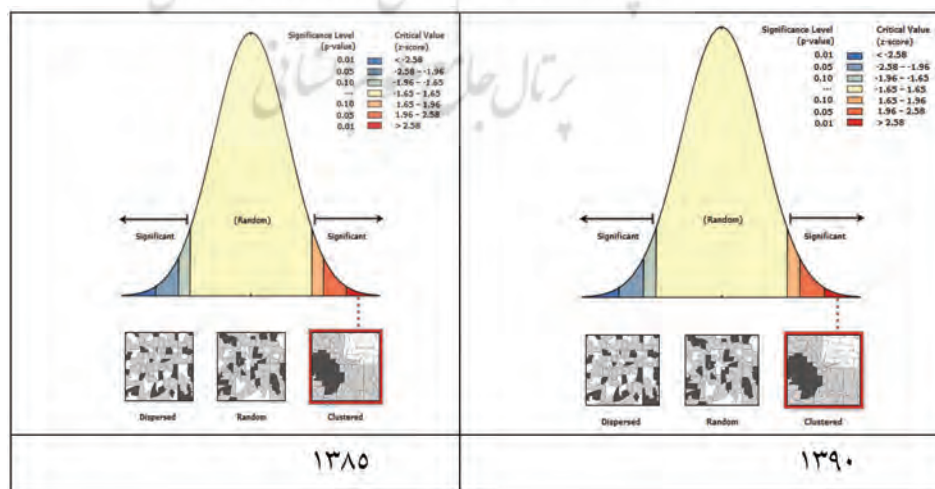 Significance Level (p-value) Critical Value (z-score)
0.01 < -2.58
0.05 -2.58 – -1.96
0.10 -1.96 – -1.65
--- -1.65 – 1.65
0.10 1.65 – 1.96
0.05 1.96 – 2.58
0.01 > 2.58
(Random)
Significant Significant
Dispersed Random Clustered
۱۳۸۵
Significance Level (p-value) Critical Value (z-score)
0.01 < -2.58
0.05 -2.58 – -1.96
0.10 -1.96 – -1.65
--- -1.65 – 1.65
0.10 1.65 – 1.96
0.05 1.96 – 2.58
0.01 > 2.58
(Random)
Significant Significant
Dispersed Random Clustered
۱۳۹۰